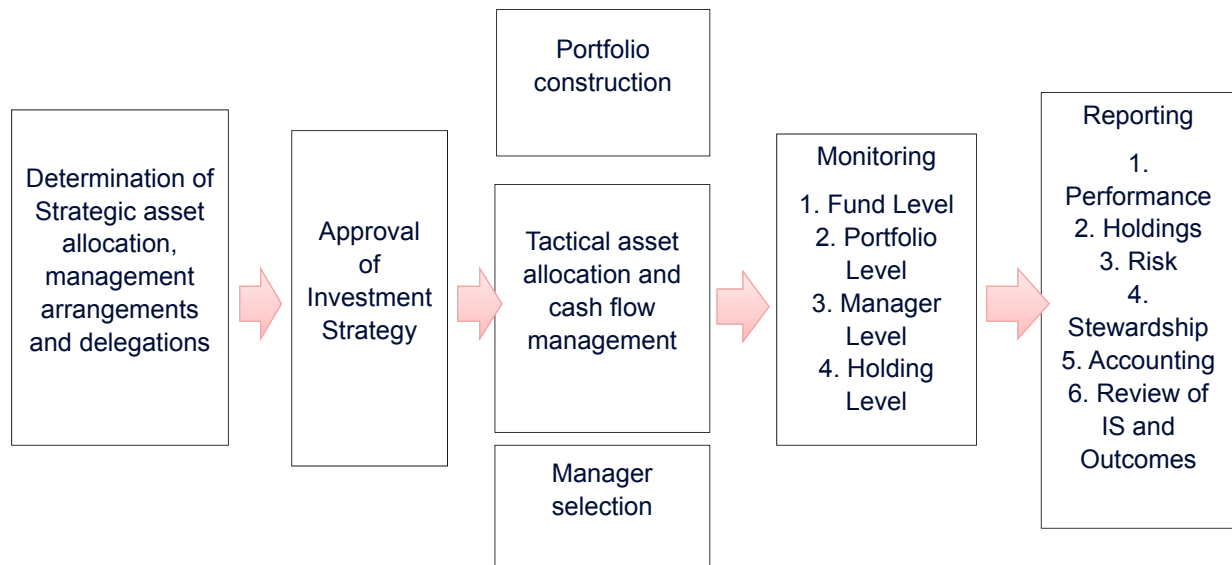 Determination of
Strategic asset
allocation,
management
arrangements
and delegations
Approval
of
Investment
Strategy
Portfolio
construction
Tactical asset
allocation and
cash flow
management
Manager
selection
Monitoring
1. Fund Level
2. Portfolio
Level
3. Manager
Level
4. Holding
Level
Reporting
1.
Performance
2. Holdings
3. Risk
4.
Stewardship
5. Accounting
6. Review of
IS and
Outcomes